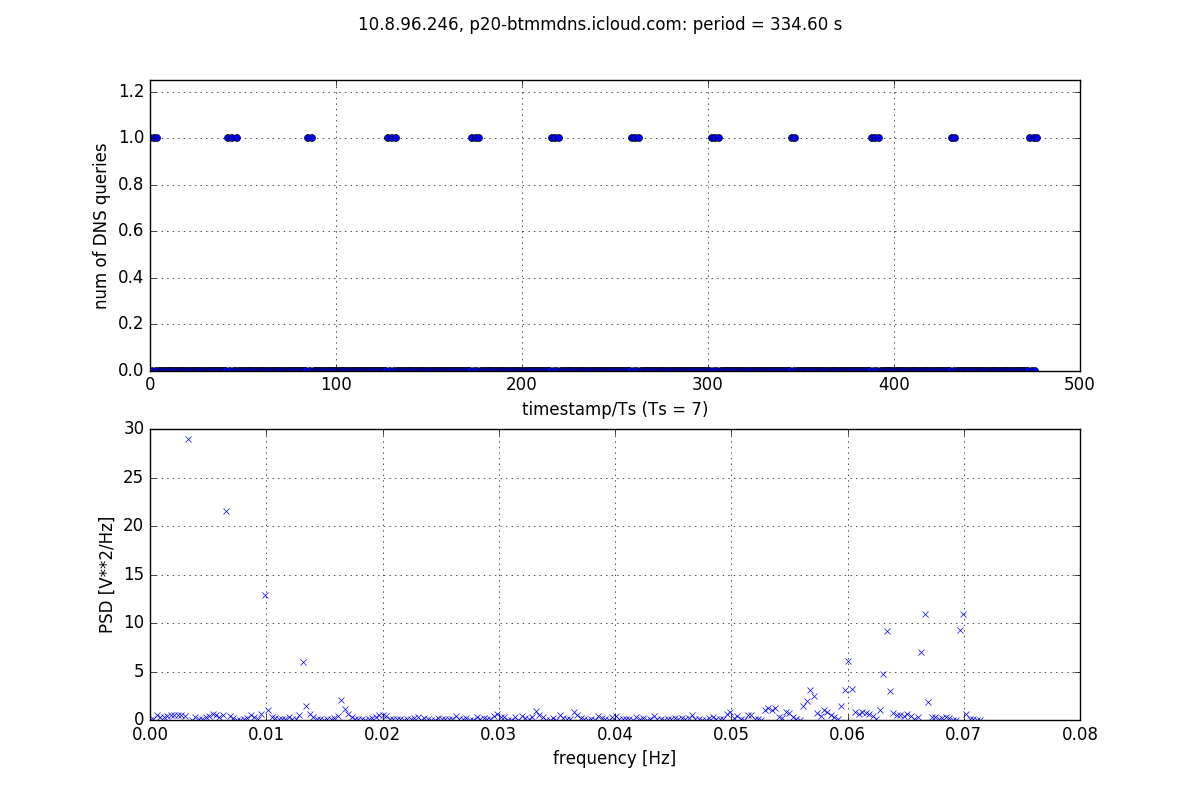 10.8.96.246, p20-btmmdns.icloud.com: period = 334.60 s
1.2
1.0
0.8
0.6
0.4
0.2
0.0
num of DNS queries
0 100 200 300 400 500
timestamp/Ts (Ts = 7)
30
25
20
15
10
5
0
PSD [V**2/Hz]
0.00 0.01 0.02 0.03 0.04 0.05 0.06 0.07 0.08
frequency [Hz]